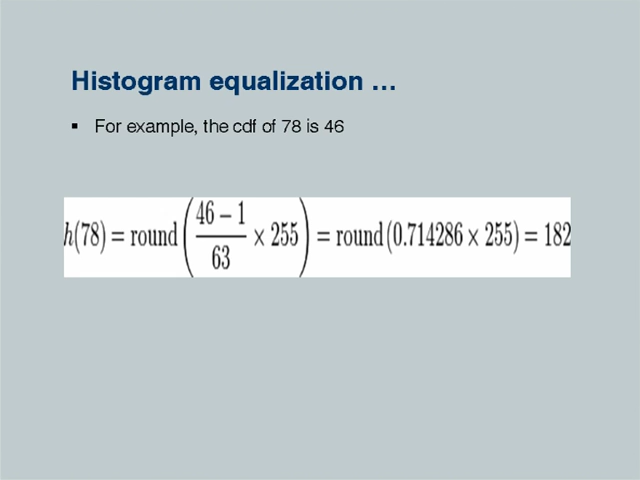 Histogram equalization …
▪ For example, the cdf of 78 is 46
h(78) = round ( (46 − 1) / 63 × 255 ) = round (0.714286 × 255) = 182